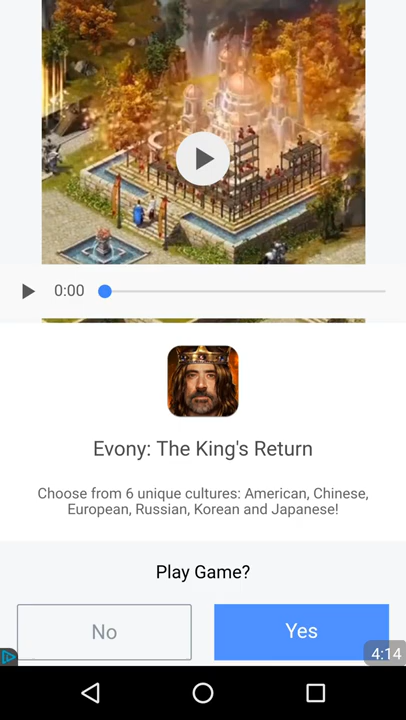 0:00
Evony: The King's Return
Choose from 6 unique cultures: American, Chinese,
European, Russian, Korean and Japanese!
Play Game?
No
Yes
4:14